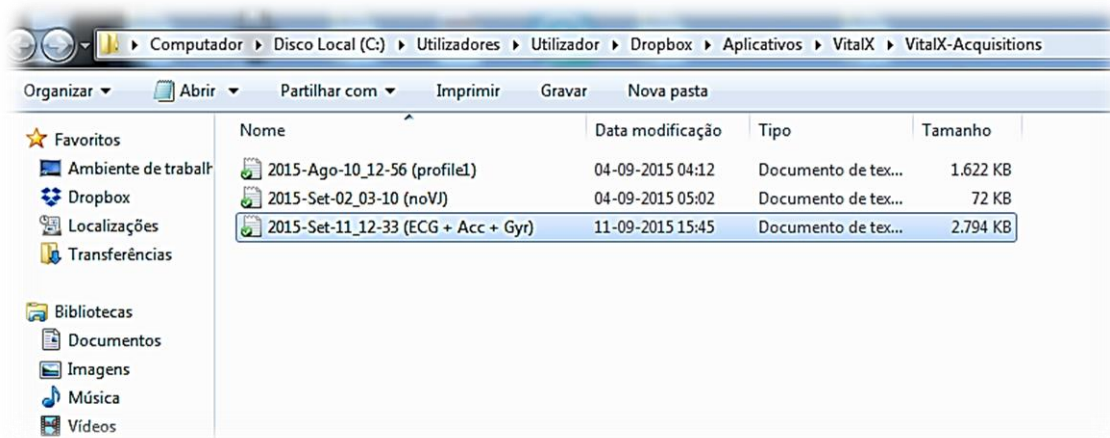 Computador Disco Local (C:) Utilizadores Utilizador Dropbox Aplicativos VitalX VitalX-Acquisitions
Organizar Abrir Partilhar com Imprimir Gravar Nova pasta
Nome Data modificação Tipo Tamanho
Favoritos
Ambiente de trabalh
Dropbox
Localizações
Transferências
Bibliotecas
Documentos
Imagens
Música
Vídeos
2015-Ago-10_12-56 (profile1) 04-09-2015 04:12 Documento de tex... 1.622 KB
2015-Set-02_03-10 (noVJ) 04-09-2015 05:02 Documento de tex... 72 KB
2015-Set-11_12-33 (ECG + Acc + Gyr) 11-09-2015 15:45 Documento de tex... 2.794 KB